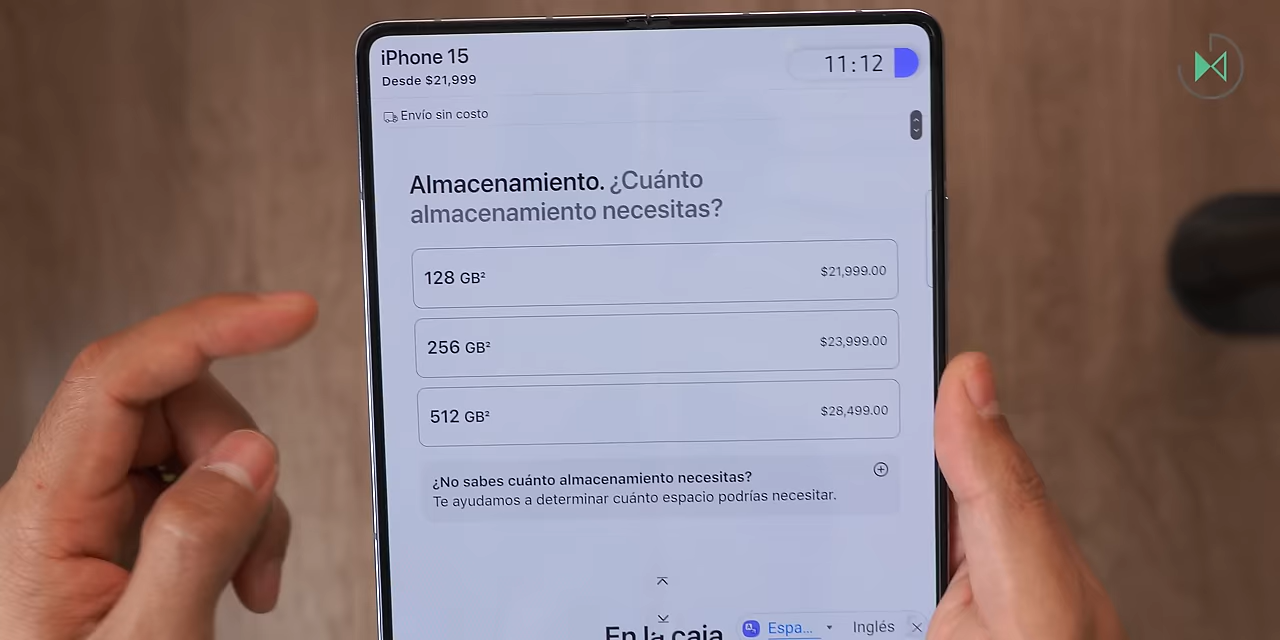 iPhone 15
Desde $21,999
11:12
Envío sin costo
Almacenamiento. ¿Cuánto
almacenamiento necesitas?
128 GB² $21,999.00
256 GB² $23,999.00
512 GB² $28,499.00
¿No sabes cuánto almacenamiento necesitas?
Te ayudamos a determinar cuánto espacio podrías necesitar.
En la caja
Espa... Inglés